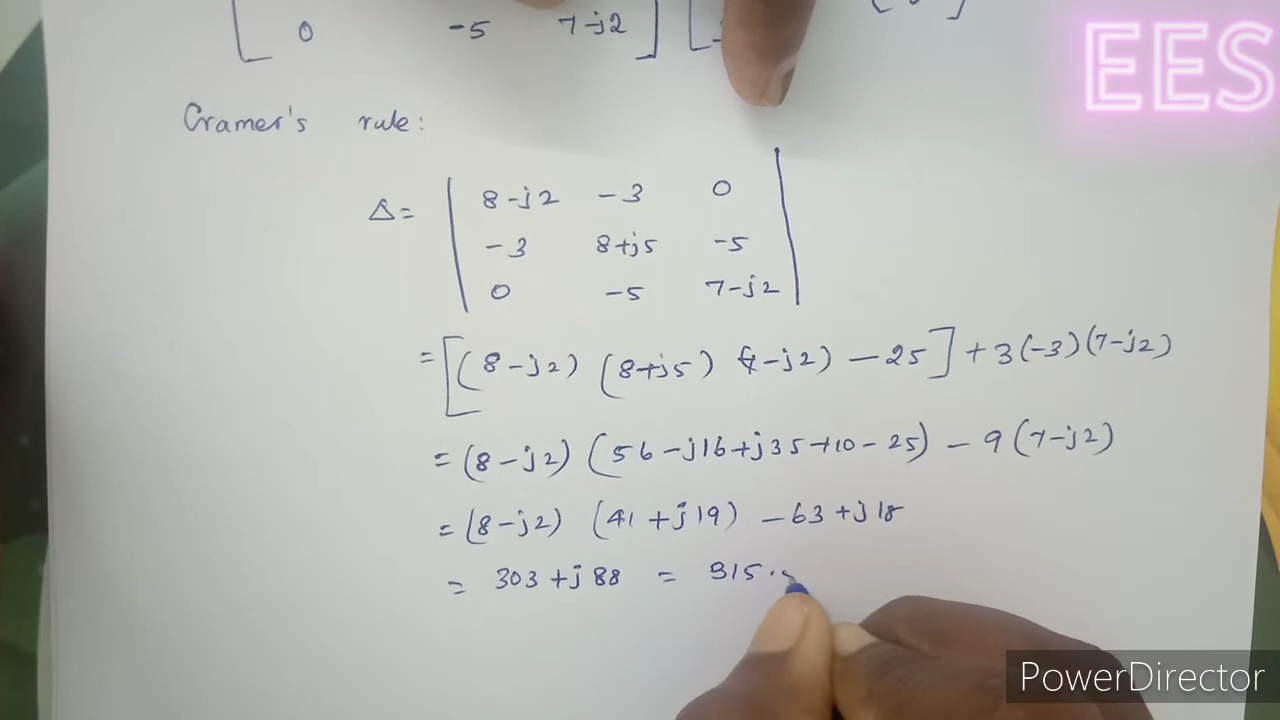 0 -5 7-j2
EES
Cramer's rule:
Δ= | 8-j2 -3 0 |
-3 8+j5 -5
0 -5 7-j2
= [(8-j2) (8+j5) (7-j2) - 25] + 3(-3)(7-j2)
= (8-j2) (56-j16+j35+10-25) - 9(7-j2)
= (8-j2) (41+j19) -63+j18
= 303+j88 = 315.
PowerDirector